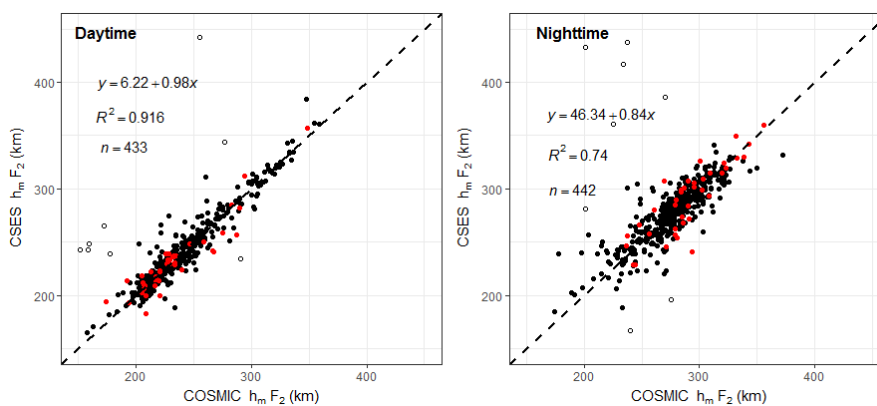 Daytime
y=6.22+0.98x
R²=0.916
n=433
CSES hₘ F₂ (km)
400
300
200
200
300
400
COSMIC hₘ F₂ (km)
Nighttime
y=46.34+0.84x
R²=0.74
n=442
CSES hₘ F₂ (km)
400
300
200
200
300
400
COSMIC hₘ F₂ (km)